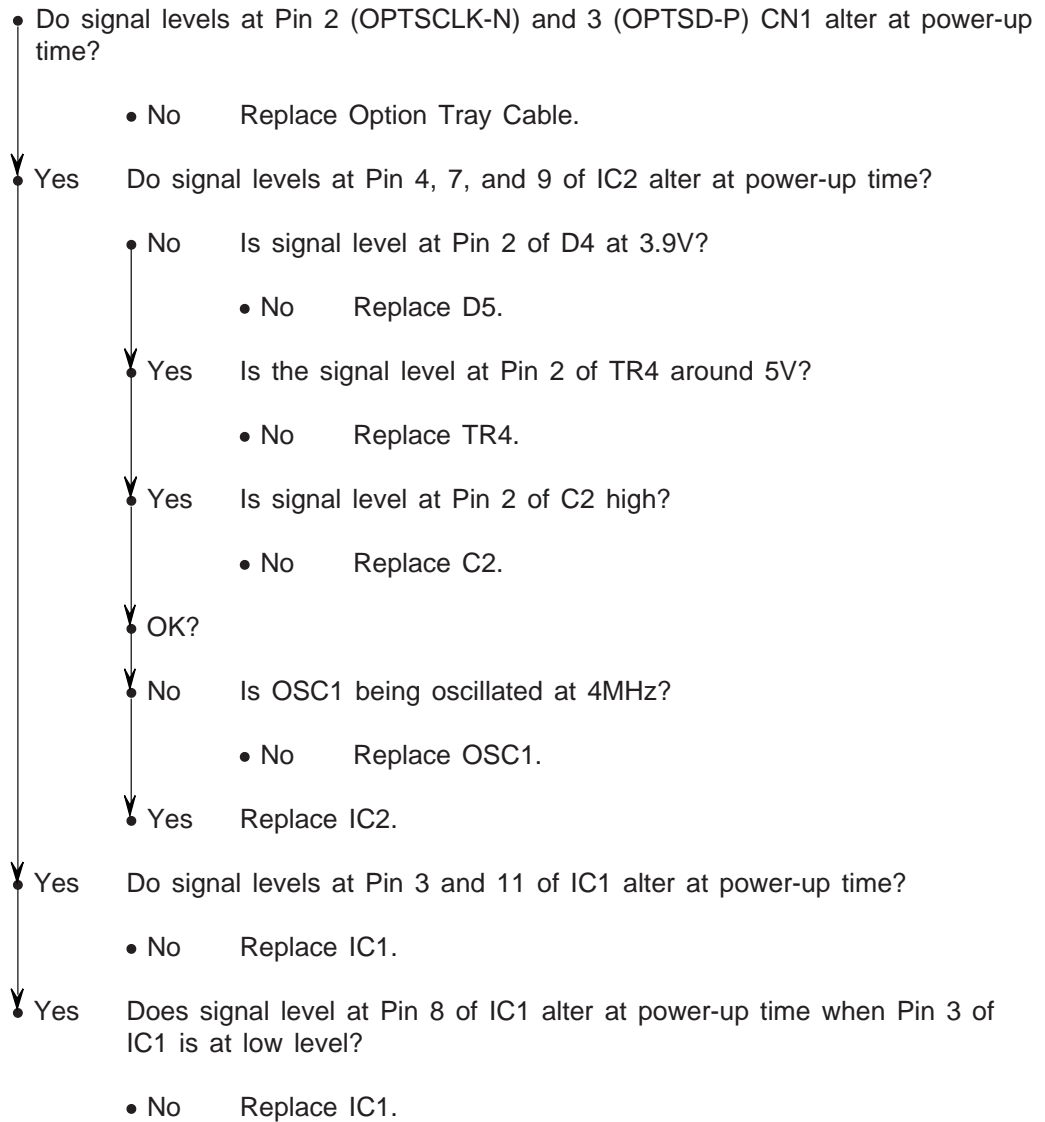 • Do signal levels at Pin 2 (OPTSCLK-N) and 3 (OPTSD-P) CN1 alter at power-up
time?
• No Replace Option Tray Cable.
• Yes Do signal levels at Pin 4, 7, and 9 of IC2 alter at power-up time?
• No Is signal level at Pin 2 of D4 at 3.9V?
• No Replace D5.
• Yes Is the signal level at Pin 2 of TR4 around 5V?
• No Replace TR4.
• Yes Is signal level at Pin 2 of C2 high?
• No Replace C2.
• OK?
• No Is OSC1 being oscillated at 4MHz?
• No Replace OSC1.
• Yes Replace IC2.
• Yes Do signal levels at Pin 3 and 11 of IC1 alter at power-up time?
• No Replace IC1.
• Yes Does signal level at Pin 8 of IC1 alter at power-up time when Pin 3 of
IC1 is at low level?
• No Replace IC1.